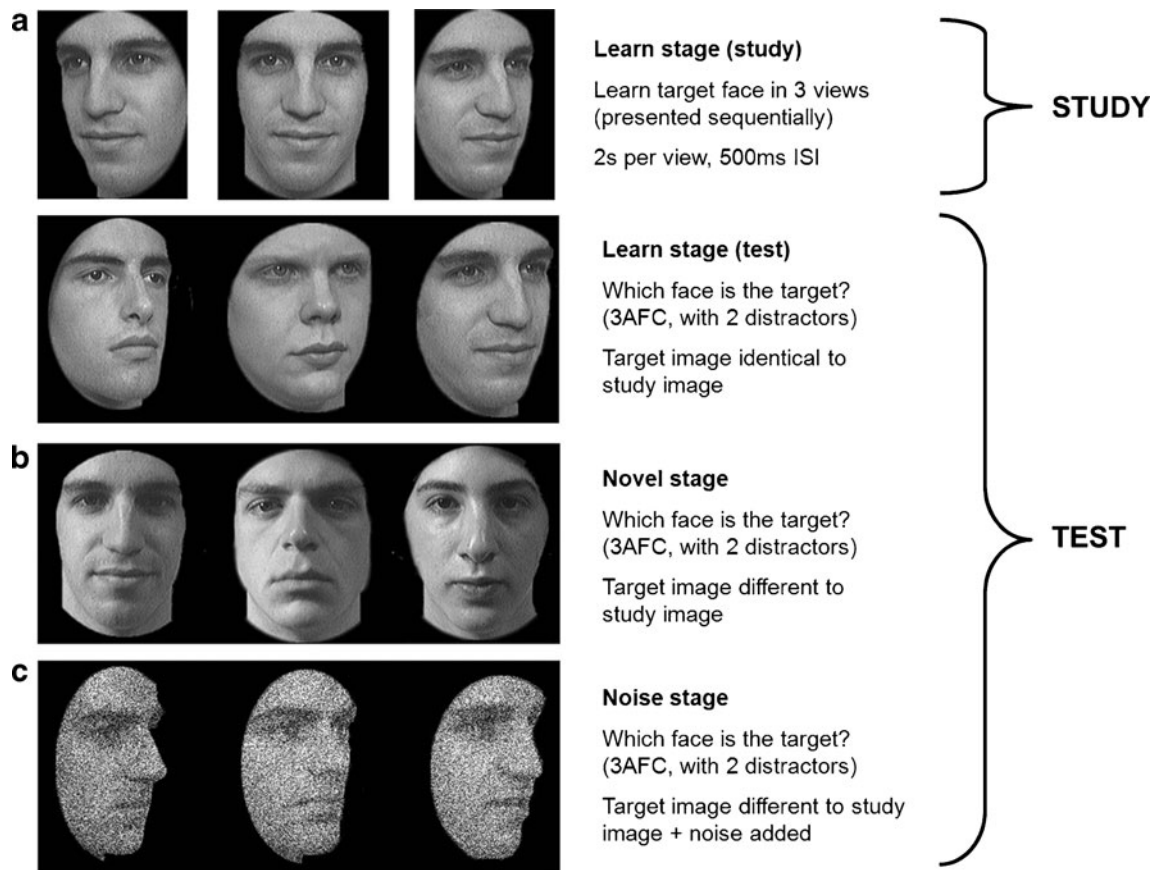 a
Learn stage (study)
Learn target face in 3 views
(presented sequentially)
2s per view, 500ms ISI
STUDY
Learn stage (test)
Which face is the target?
(3AFC, with 2 distractors)
Target image identical to
study image
b
Novel stage
Which face is the target?
(3AFC, with 2 distractors)
Target image different to
study image
TEST
c
Noise stage
Which face is the target?
(3AFC, with 2 distractors)
Target image different to study
image + noise added